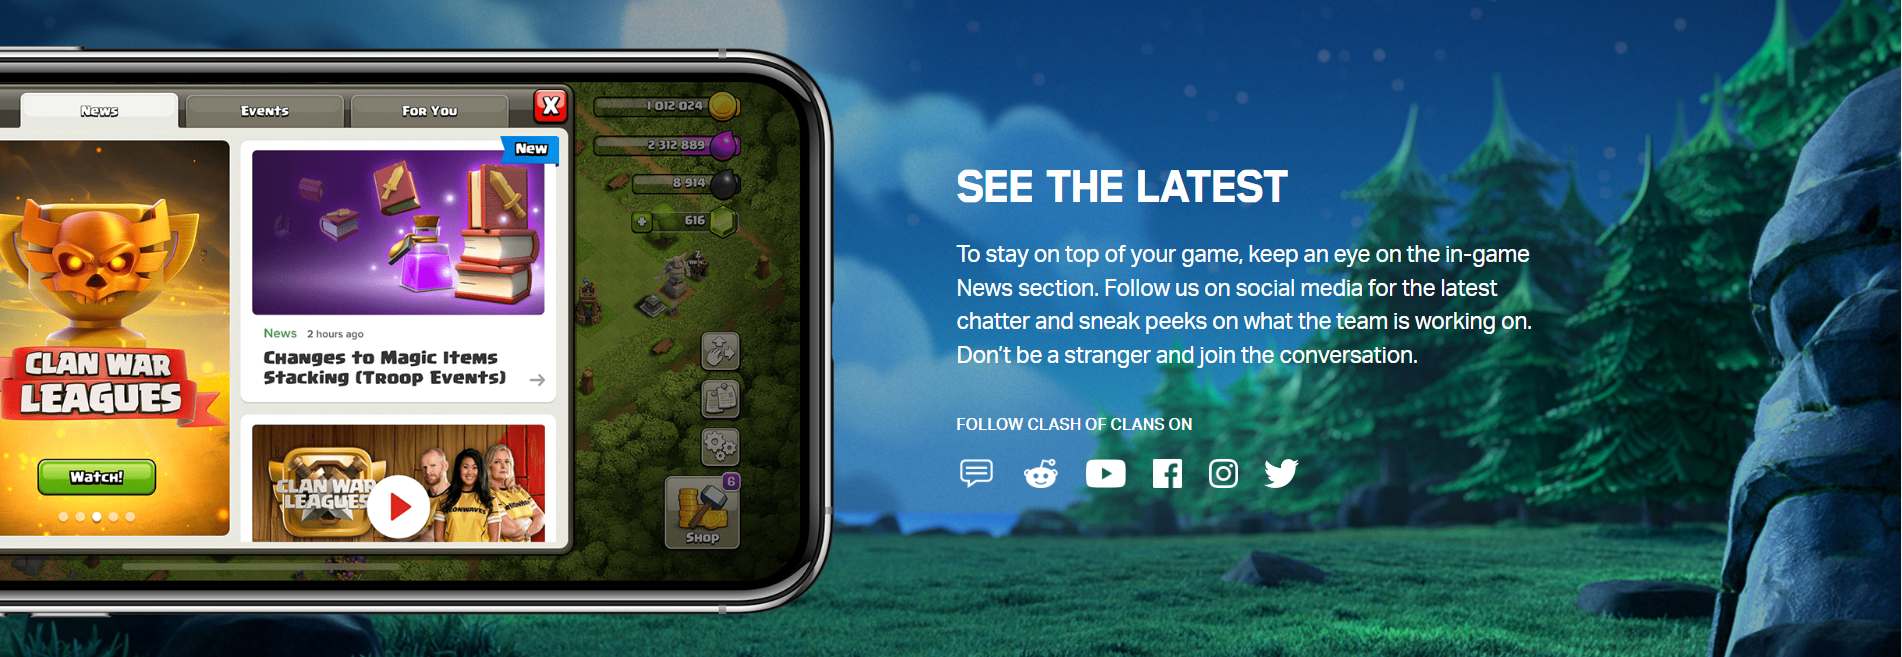 News
Events
For You
X
1 012 024
2 312 889
8 914
616
2
New
CLAN WAR
LEAGUES
Watch!
News 2 hours ago
Changes to Magic Items
Stacking (Troop Events)
CLAN WAR
LEAGUES
6
Shop
SEE THE LATEST
To stay on top of your game, keep an eye on the in-game
News section. Follow us on social media for the latest
chatter and sneak peeks on what the team is working on.
Don't be a stranger and join the conversation.
FOLLOW CLASH OF CLANS ON